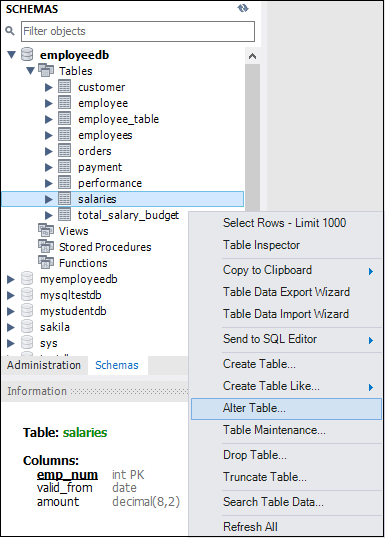 SCHEMAS
Filter objects
employeedb
Tables
customer
employee
employee_table
employees
orders
payment
performance
salaries
total_salary_budget
Views
Stored Procedures
Functions
myemployeedb
mysqltestdb
mystudentdb
sakila
sys
Select Rows - Limit 1000
Table Inspector
Copy to Clipboard
Table Data Export Wizard
Table Data Import Wizard
Send to SQL Editor
Create Table...
Create Table Like...
Alter Table...
Table Maintenance...
Drop Table...
Truncate Table...
Search Table Data...
Refresh All
Administration Schemas
Information
Table: salaries
Columns:
emp_num int PK
valid_from date
amount decimal(8,2)